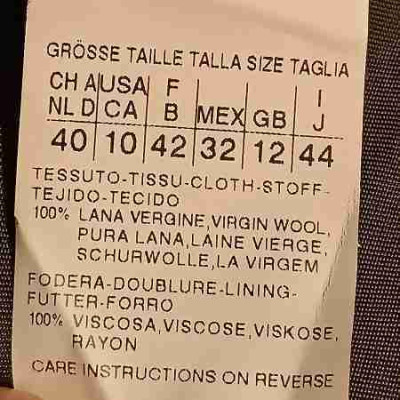 GRÖSSE TAILLE TALLA SIZE TAGLIA
CH A USA F I
NL D CA B MEX GB J
40 10 42 32 12 44
TESSUTO-TISSU-CLOTH-STOFF-
TEJIDO-TECIDO
100% LANA VERGINE,VIRGIN WOOL,
PURA LANA,LAINE VIERGE,
SCHURWOLLE,LA VIRGEM
FODERA-DOUBLURE-LINING-
FUTTER-FORRO
100% VISCOSA,VISCOSE,VISKOSE,
RAYON
CARE INSTRUCTIONS ON REVERSE